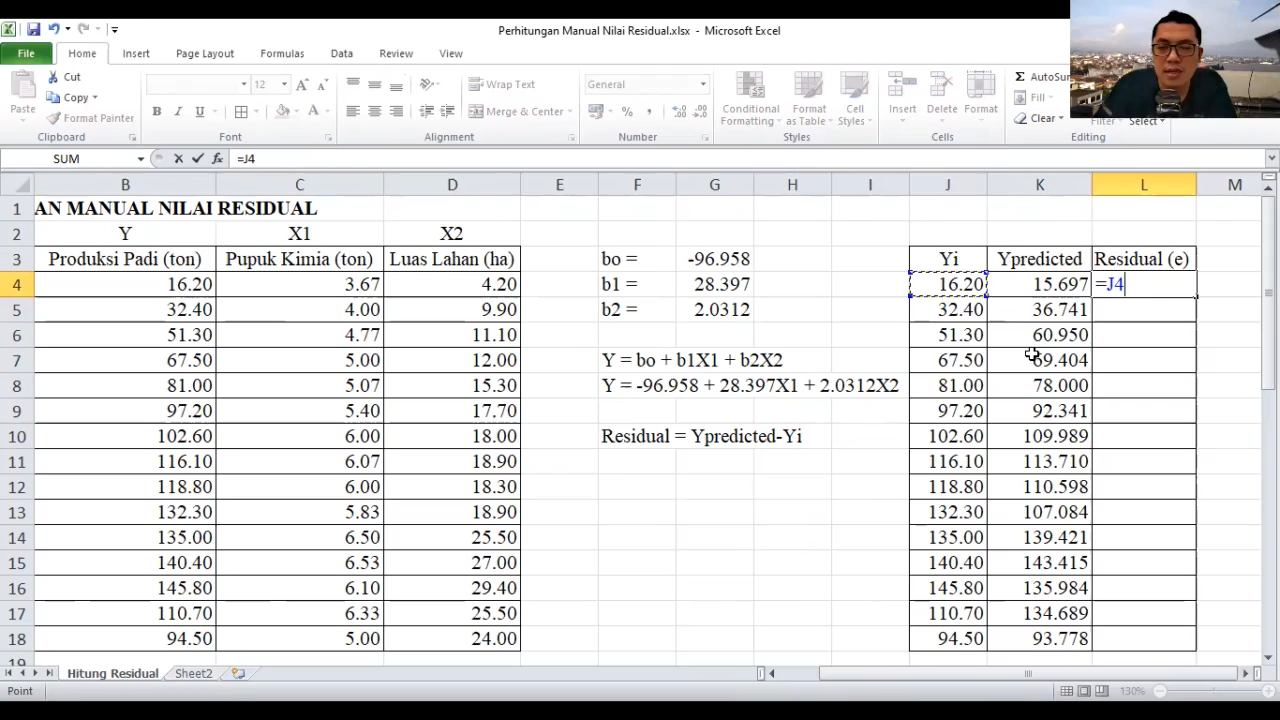 Perhitungan Manual Nilai Residual.xlsx - Microsoft Excel
File Home Insert Page Layout Formulas Data Review View
Cut
Copy
Format Painter
Paste
Clipboard
12
B I U
Font
Wrap Text
Merge & Center
Alignment
General
Number
Conditional Formatting
Format as Table
Cell Styles
Styles
Insert Delete Format
Cells
AutoSu
Fill
Clear
Filter Select
Editing
SUM =J4
B C D E F G H I J K L M
1 AN MANUAL NILAI RESIDUAL
2 Y X1 X2
3 Produksi Padi (ton) Pupuk Kimia (ton) Luas Lahan (ha) bo = -96.958 Yi Ypredicted Residual (e)
4 16.20 3.67 4.20 b1 = 28.397 16.20 15.697 =J4
5 32.40 4.00 9.90 b2 = 2.0312 32.40 36.741
6 51.30 4.77 11.10 51.30 60.950
7 67.50 5.00 12.00 Y = bo + b1X1 + b2X2 67.50 69.404
8 81.00 5.07 15.30 Y = -96.958 + 28.397X1 + 2.0312X2 81.00 78.000
9 97.20 5.40 17.70 97.20 92.341
10 102.60 6.00 18.00 Residual = Ypredicted-Yi 102.60 109.989
11 116.10 6.07 18.90 116.10 113.710
12 118.80 6.00 18.30 118.80 110.598
13 132.30 5.83 18.90 132.30 107.084
14 135.00 6.50 25.50 135.00 139.421
15 140.40 6.53 27.00 140.40 143.415
16 145.80 6.10 29.40 145.80 135.984
17 110.70 6.33 25.50 110.70 134.689
18 94.50 5.00 24.00 94.50 93.778
19
Hitung Residual Sheet2
Point 130%